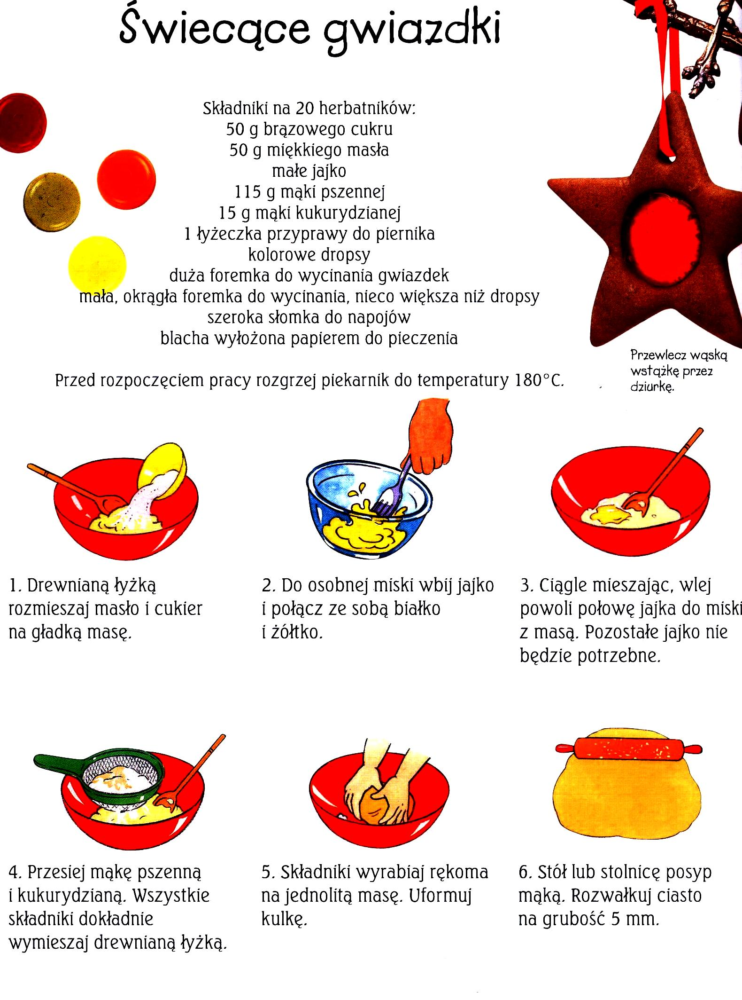 Świecące gwiazdki
Składniki na 20 herbatników:
50 g brązowego cukru
50 g miękkiego masła
małe jajko
115 g mąki pszennej
15 g mąki kukurydzianej
1 łyżeczka przyprawy do piernika
kolorowe dropsy
duża foremka do wycinania gwiazdek
mała, okrągła foremka do wycinania, nieco większa niż dropsy
szeroka słomka do napojów
blacha wyłożona papierem do pieczenia
Przewlecz wąską
wstążkę przez
dziurkę.
Przed rozpoczęciem pracy rozgrzej piekarnik do temperatury 180°C.
1. Drewnianą łyżką
rozmieszaj masło i cukier
na gładką masę.
2. Do osobnej miski wbij jajko
i połącz ze sobą białko
i żółtko.
3. Ciągle mieszając, wlej
powoli połowę jajka do miski
z masą. Pozostałe jajko nie
będzie potrzebne.
4. Przesiej mąkę pszenną
i kukurydzianą. Wszystkie
składniki dokładnie
wymieszaj drewnianą łyżką.
5. Składniki wyrabiaj rękoma
na jednolitą masę. Uformuj
kulkę.
6. Stół lub stolnicę posyp
mąką. Rozwałkuj ciasto
na grubość 5 mm.